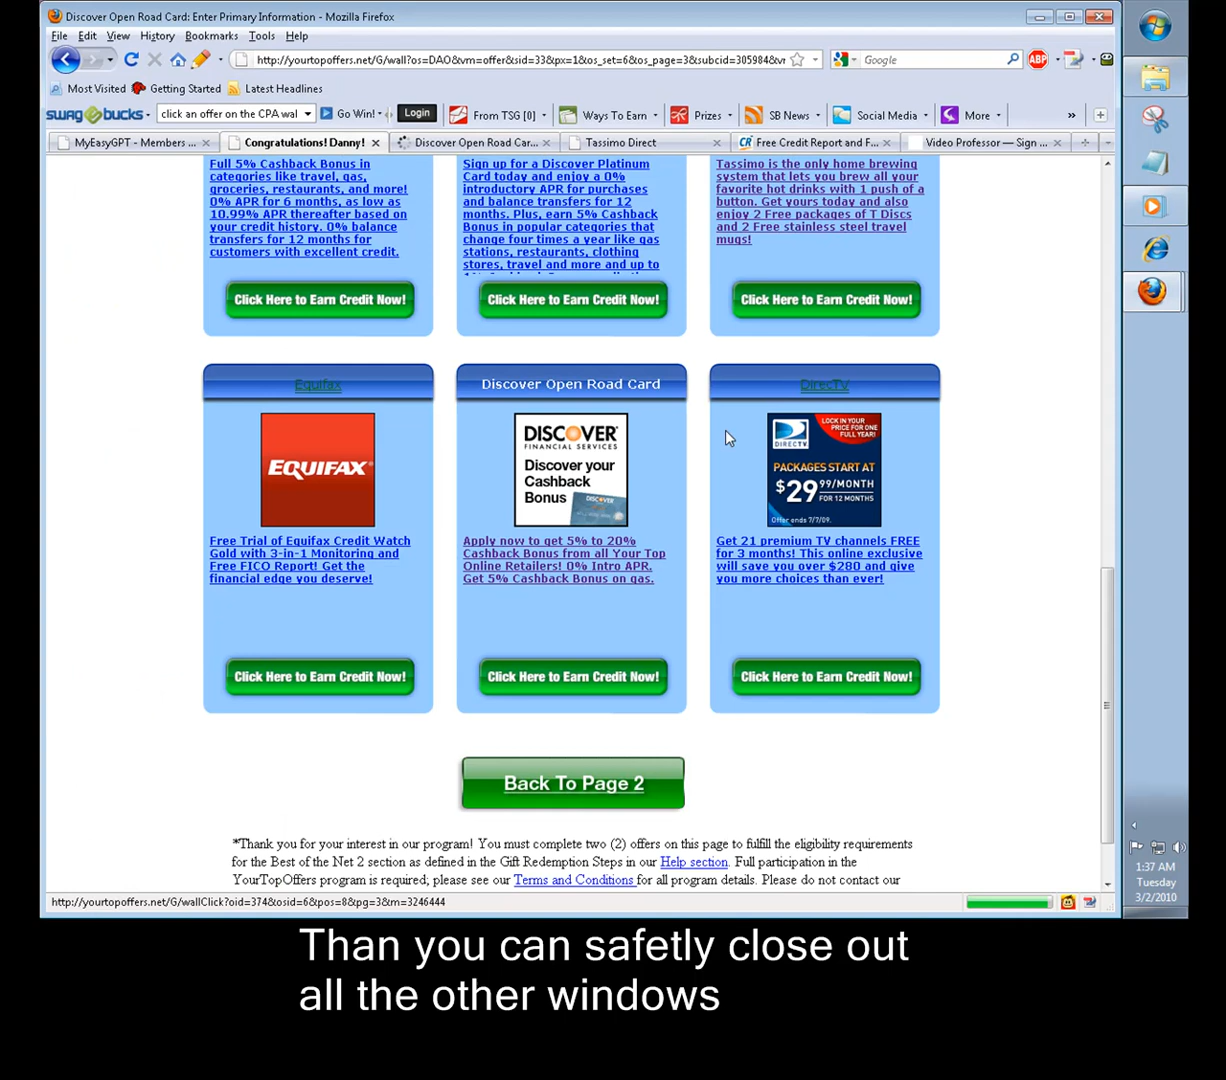 Discover Open Road Card: Enter Primary Information - Mozilla Firefox
File Edit View History Bookmarks Tools Help
http://yourtopoffers.net/G/wall?os=DAO&vm=offer&sid=33&px=1&os_set=6&os_page=3&subcid=305984&vr
Google
ABP
Most Visited Getting Started Latest Headlines
swag bucks click an offer on the CPA wal Go Win! Login From TSG [0] Ways To Earn Prizes SB News Social Media More »
MyEasyGPT - Members ... Congratulations! Danny! Discover Open Road Car... Tassimo Direct Free Credit Report and F... Video Professor — Sign ...
Full 5% Cashback Bonus in
categories like travel, gas,
groceries, restaurants, and more!
0% APR for 6 months, as low as
10.99% APR thereafter based on
your credit history. 0% balance
transfers for 12 months for
customers with excellent credit.
Click Here to Earn Credit Now!
Sign up for a Discover Platinum
Card today and enjoy a 0%
introductory APR for purchases
and balance transfers for 12
months. Plus, earn 5% Cashback
Bonus in popular categories that
change four times a year like gas
stations, restaurants, clothing
stores, travel and more and up to
Click Here to Earn Credit Now!
Tassimo is the only home brewing
system that lets you brew all your
favorite hot drinks with 1 push of a
button. Get yours today and also
enjoy 2 Free packages of T Discs
and 2 Free stainless steel travel
mugs!
Click Here to Earn Credit Now!
Equifax
EQUIFAX
Free Trial of Equifax Credit Watch
Gold with 3-in-1 Monitoring and
Free FICO Report! Get the
financial edge you deserve!
Click Here to Earn Credit Now!
Discover Open Road Card
DISCOVER
FINANCIAL SERVICES
Discover your
Cashback
Bonus
Apply now to get 5% to 20%
Cashback Bonus from all Your Top
Online Retailers! 0% Intro APR.
Get 5% Cashback Bonus on gas.
Click Here to Earn Credit Now!
DirecTV
LOCK IN YOUR
PRICE FOR ONE
FULL YEAR!
DIRECTV
PACKAGES START AT
$29 99/MONTH
FOR 12 MONTHS
Offer ends 7/7/09.
Get 21 premium TV channels FREE
for 3 months! This online exclusive
will save you over $280 and give
you more choices than ever!
Click Here to Earn Credit Now!
Back To Page 2
*Thank you for your interest in our program! You must complete two (2) offers on this page to fulfill the eligibility requirements
for the Best of the Net 2 section as defined in the Gift Redemption Steps in our Help section. Full participation in the
YourTopOffers program is required; please see our Terms and Conditions for all program details. Please do not contact our
http://yourtopoffers.net/G/wallClick?oid=374&osid=6&pos=8&pg=3&tm=3246444
1:37 AM
Tuesday
3/2/2010
Than you can safetly close out
all the other windows